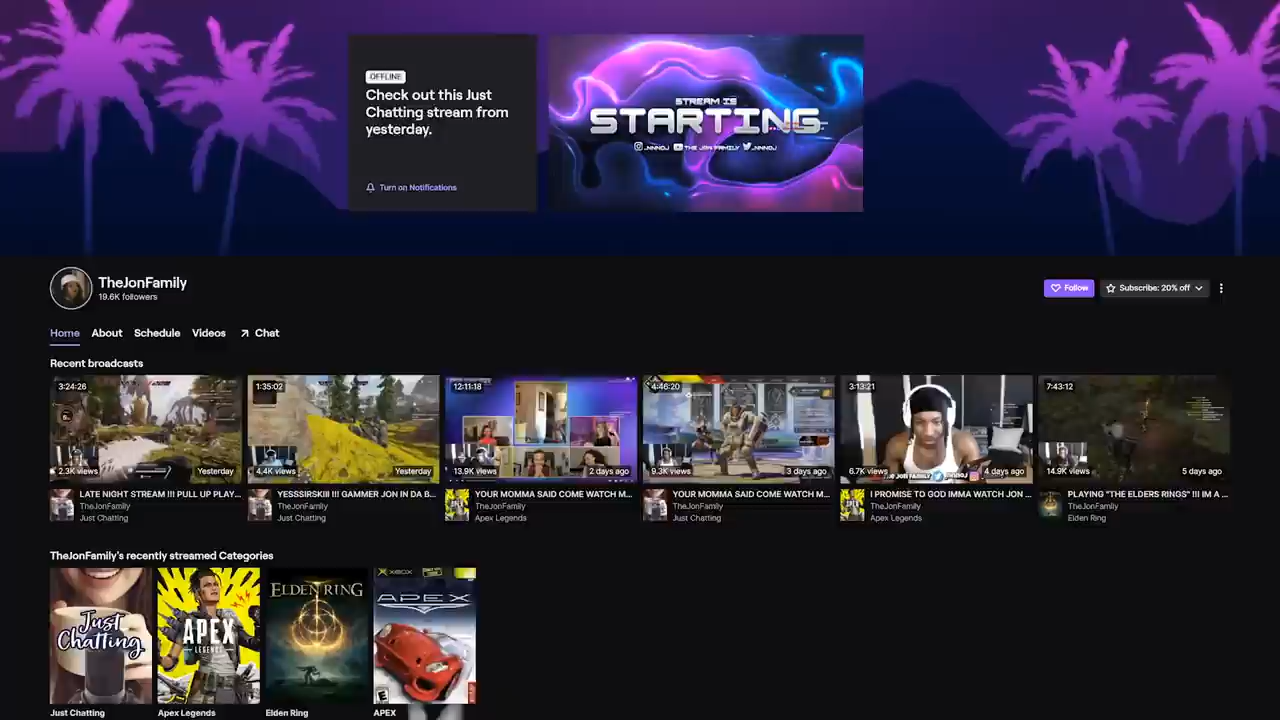 OFFLINE
Check out this Just
Chatting stream from
yesterday.
Turn on Notifications
STREAM IS
STARTING
_NNNOJ THE JON FAMILY _NNNOJ
TheJonFamily
19.6K followers
Follow
Subscribe: 20% off
Home About Schedule Videos Chat
Recent broadcasts
3:24:26
2.3K views
Yesterday
LATE NIGHT STREAM !!! PULL UP PLAY...
TheJonFamily
Just Chatting
1:35:02
4.4K views
Yesterday
YESSSIRSKIII !!! GAMMER JON IN DA B...
TheJonFamily
Just Chatting
12:11:18
13.9K views
2 days ago
YOUR MOMMA SAID COME WATCH M...
TheJonFamily
Apex Legends
4:46:20
9.3K views
3 days ago
YOUR MOMMA SAID COME WATCH M...
TheJonFamily
Just Chatting
3:13:21
6.7K views
4 days ago
I PROMISE TO GOD IMMA WATCH JON ...
TheJonFamily
Apex Legends
7:43:12
14.9K views
5 days ago
PLAYING "THE ELDERS RINGS" !!! IM A ...
TheJonFamily
Elden Ring
TheJonFamily's recently streamed Categories
Just
Chatting
APEX
LEGENDS
ELDEN RING
XBOX
APEX
E
Just Chatting
Apex Legends
Elden Ring
APEX